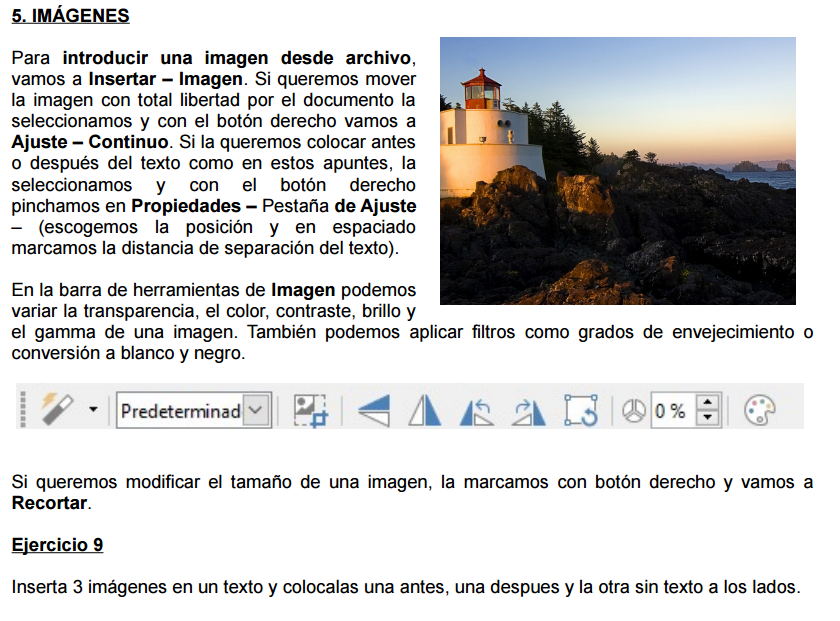 5. IMÁGENES
Para introducir una imagen desde archivo,
vamos a Insertar – Imagen. Si queremos mover
la imagen con total libertad por el documento la
seleccionamos y con el botón derecho vamos a
Ajuste – Continuo. Si la queremos colocar antes
o después del texto como en estos apuntes, la
seleccionamos y con el botón derecho
pinchamos en Propiedades – Pestaña de Ajuste
– (escogemos la posición y en espaciado
marcamos la distancia de separación del texto).
En la barra de herramientas de Imagen podemos
variar la transparencia, el color, contraste, brillo y
el gamma de una imagen. También podemos aplicar filtros como grados de envejecimiento o
conversión a blanco y negro.
Predeterminad 0 %
Si queremos modificar el tamaño de una imagen, la marcamos con botón derecho y vamos a
Recortar.
Ejercicio 9
Inserta 3 imágenes en un texto y colocalas una antes, una despues y la otra sin texto a los lados.